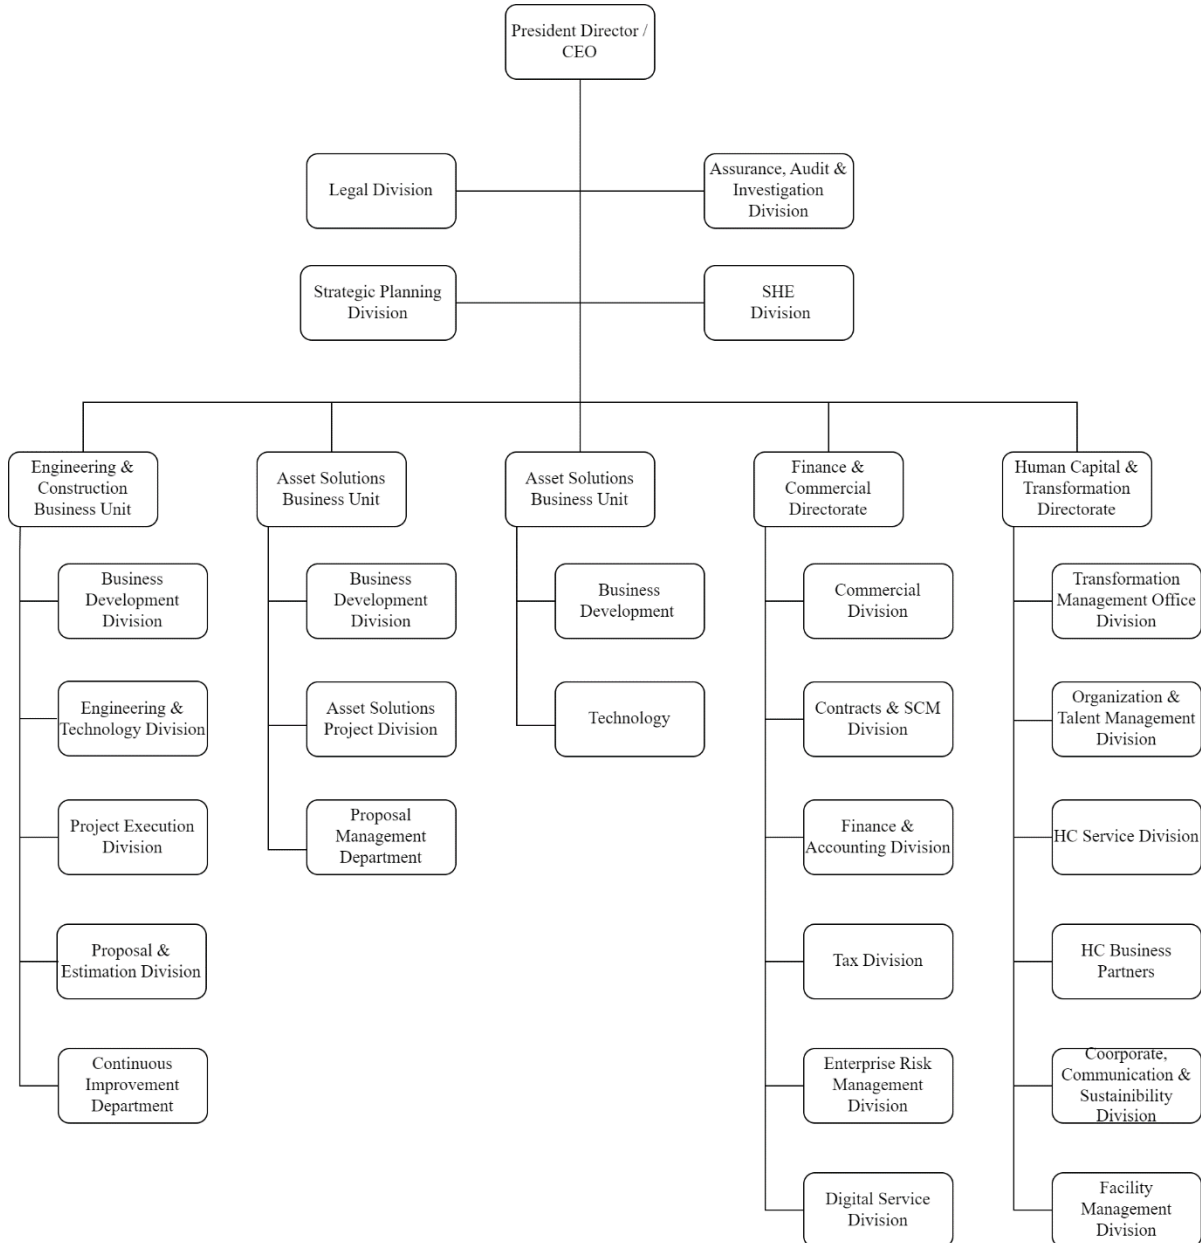 President Director /
CEO
Legal Division
Assurance, Audit &
Investigation
Division
Strategic Planning
Division
SHE
Division
Engineering &
Construction
Business Unit
Asset Solutions
Business Unit
Asset Solutions
Business Unit
Finance &
Commercial
Directorate
Human Capital &
Transformation
Directorate
Business
Development
Division
Engineering &
Technology Division
Project Execution
Division
Proposal &
Estimation Division
Continuous
Improvement
Department
Business
Development
Division
Asset Solutions
Project Division
Proposal
Management
Department
Business
Development
Technology
Commercial
Division
Contracts & SCM
Division
Finance &
Accounting Division
Tax Division
Enterprise Risk
Management
Division
Digital Service
Division
Transformation
Management Office
Division
Organization &
Talent Management
Division
HC Service Division
HC Business
Partners
Coorporate,
Communication &
Sustainibility
Division
Facility
Management
Division